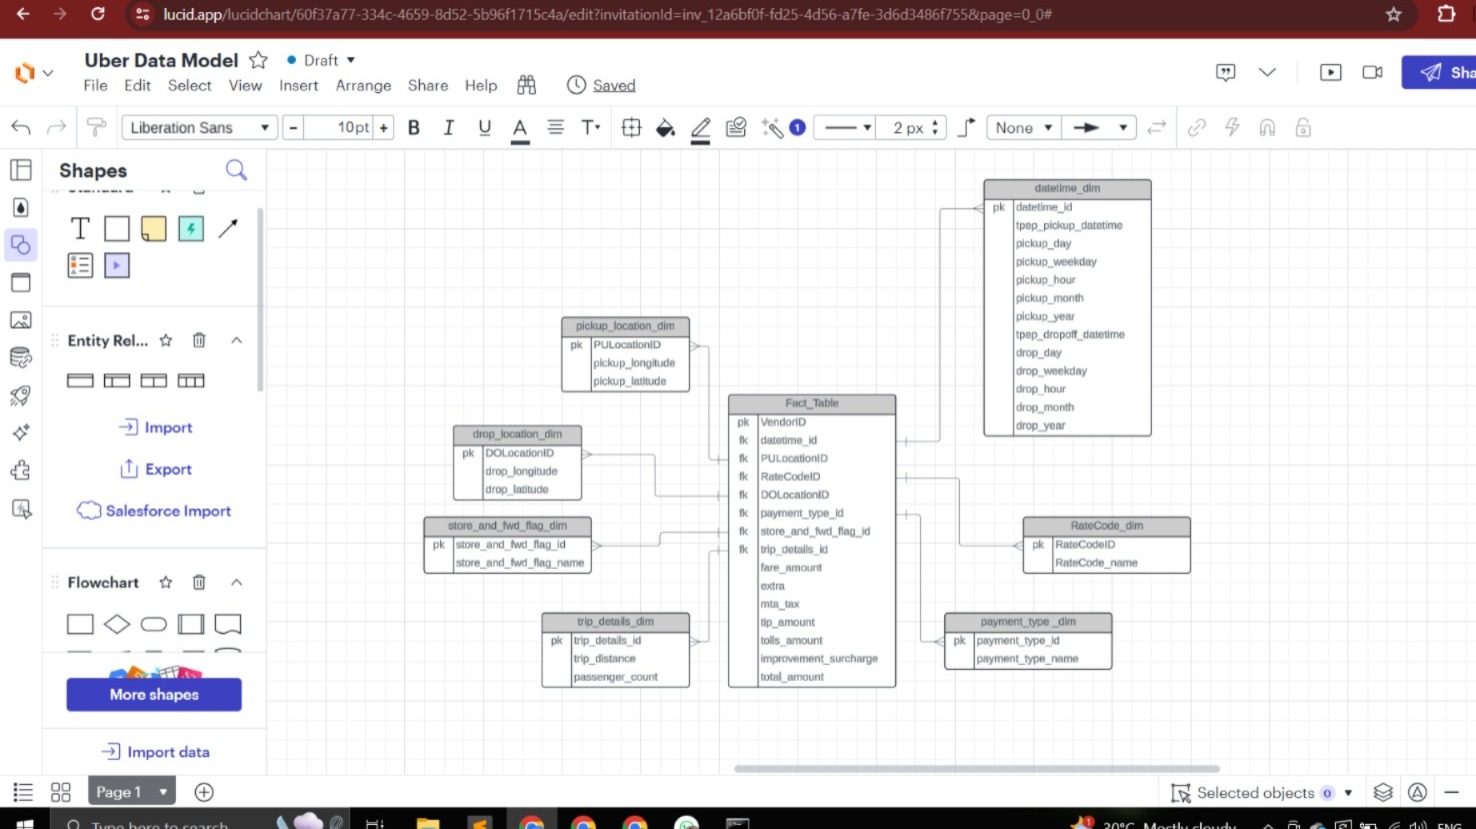 lucid.app/lucidchart/60f37a77-334c-4659-8d52-5b96f1715c4a/edit?invitationId=inv_12a6bf0f-fd25-4d56-a7fe-3d6d3486f755&page=0_0#
Uber Data Model
Draft
File Edit Select View Insert Arrange Share Help
Saved
Sha
Liberation Sans
- 10pt +
B I U A T
1
2 px
None
Shapes
Standard
T
Entity Rel...
Import
Export
Salesforce Import
Flowchart
More shapes
Import data
datetime_dim
pk datetime_id
tpep_pickup_datetime
pickup_day
pickup_weekday
pickup_hour
pickup_month
pickup_year
tpep_dropoff_datetime
drop_day
drop_weekday
drop_hour
drop_month
drop_year
pickup_location_dim
pk PULocationID
pickup_longitude
pickup_latitude
Fact_Table
pk VendorID
fk datetime_id
fk PULocationID
fk RateCodeID
fk DOLocationID
fk payment_type_id
fk store_and_fwd_flag_id
fk trip_details_id
fare_amount
extra
mta_tax
tip_amount
tolls_amount
improvement_surcharge
total_amount
drop_location_dim
pk DOLocationID
drop_longitude
drop_latitude
store_and_fwd_flag_dim
pk store_and_fwd_flag_id
store_and_fwd_flag_name
RateCode_dim
pk RateCodeID
RateCode_name
trip_details_dim
pk trip_details_id
trip_distance
passenger_count
payment_type _dim
pk payment_type_id
payment_type_name
Page 1
Selected objects 0
Type here to search
1
30°C Mostly cloudy
ENG